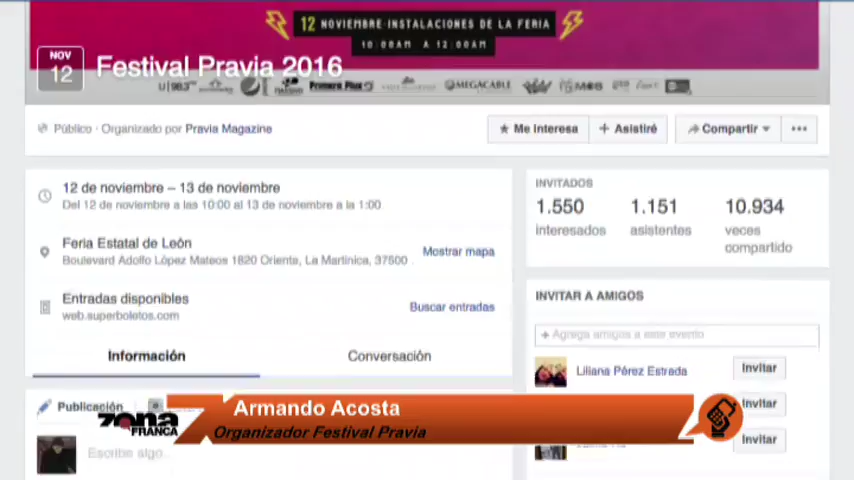 12 NOVIEMBRE INSTALACIONES DE LA FERIA
10:00AM A 12:00AM
NOV
12
Festival Pravia 2016
Primera Plus
MEGACABLE
Público · Organizado por Pravia Magazine
Me interesa
Asistiré
Compartir
12 de noviembre – 13 de noviembre
Del 12 de noviembre a las 10:00 al 13 de noviembre a la 1:00
Feria Estatal de León
Boulevard Adolfo López Mateos 1820 Oriente, La Martinica, 37500
Mostrar mapa
Entradas disponibles
web.superboletos.com
Buscar entradas
Información
Conversación
INVITADOS
1.550
1.151
10.934
interesados
asistentes
veces compartido
INVITAR A AMIGOS
+ Agrega amigos a este evento
Liliana Pérez Estrada
Invitar
Invitar
Invitar
Publicación
Escribe algo...
zona FRANCA
Armando Acosta
Organizador Festival Pravia